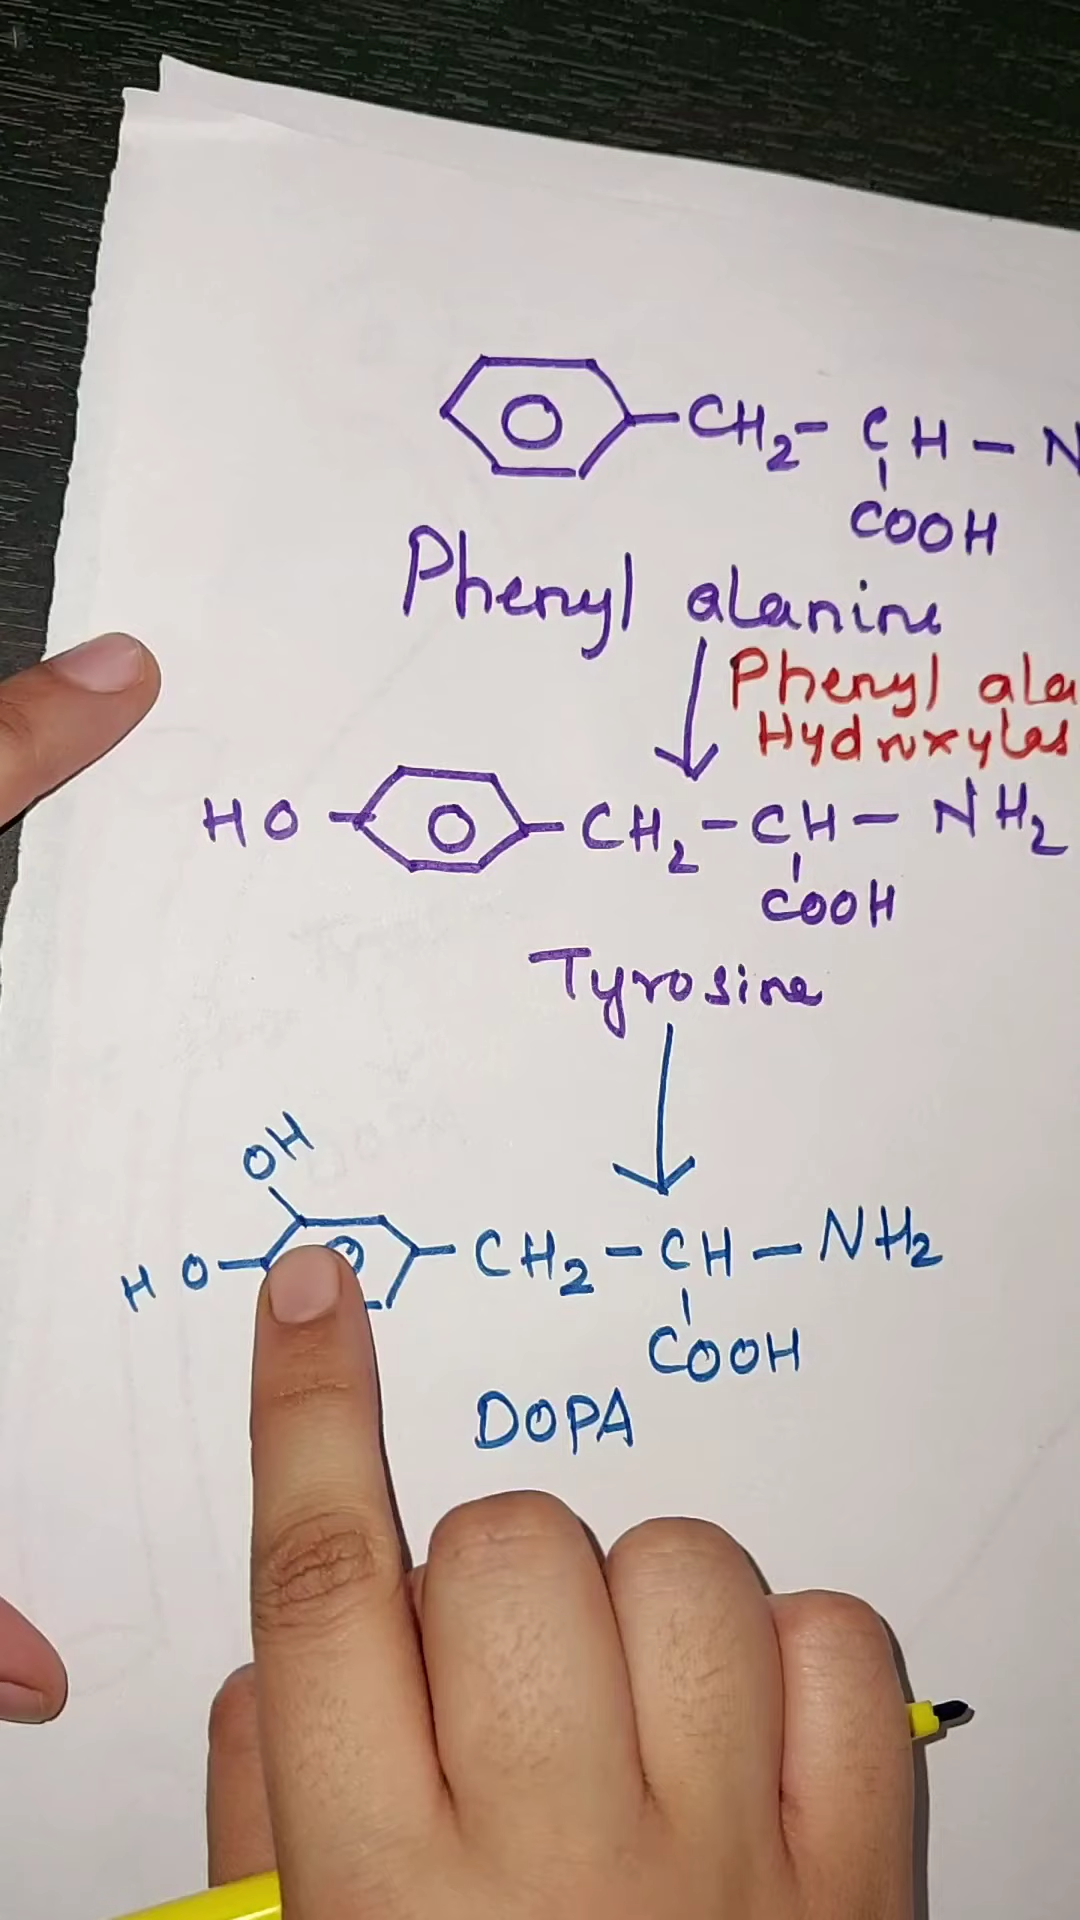 CH₂ - CH - N
COOH
Phenyl alanine
Phenyl ala
Hydroxylas
HO - CH₂ - CH - NH₂
COOH
Tyrosine
OH
HO - CH₂ - CH - NH₂
COOH
DOPA